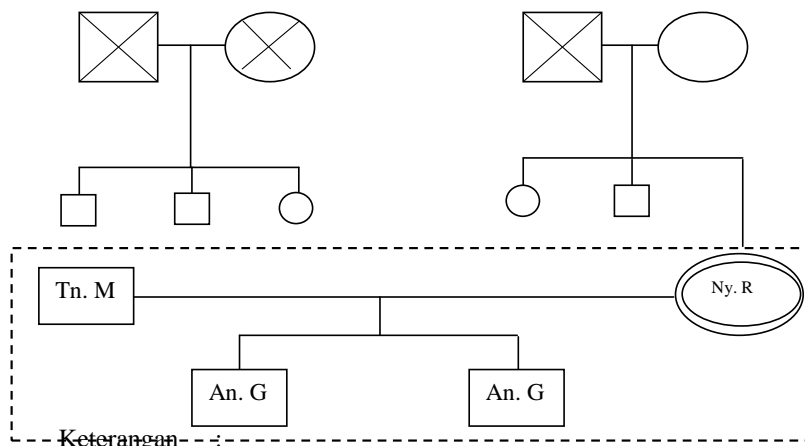 Tn. M
Ny. R
An. G
An. G
Keterangan :